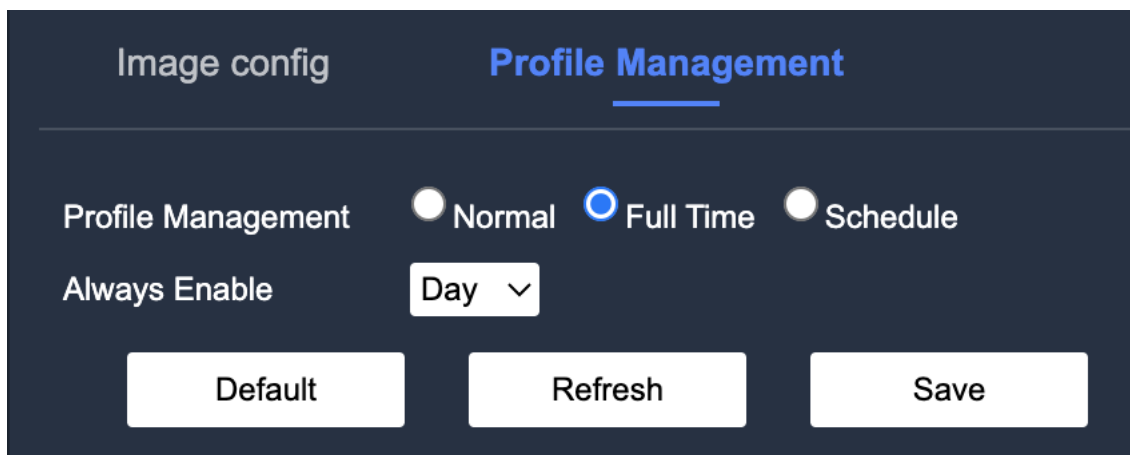 Image config Profile Management
Profile Management Normal Full Time Schedule
Always Enable Day
Default Refresh Save